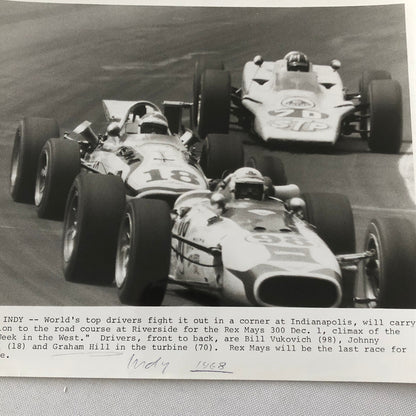 70
STP
18
98
INDY -- World's top drivers fight it out in a corner at Indianapolis, will carry
ion to the road course at Riverside for the Rex Mays 300 Dec. 1, climax of the
Week in the West." Drivers, front to back, are Bill Vukovich (98), Johnny
(18) and Graham Hill in the turbine (70). Rex Mays will be the last race for
e.
Indy 1968